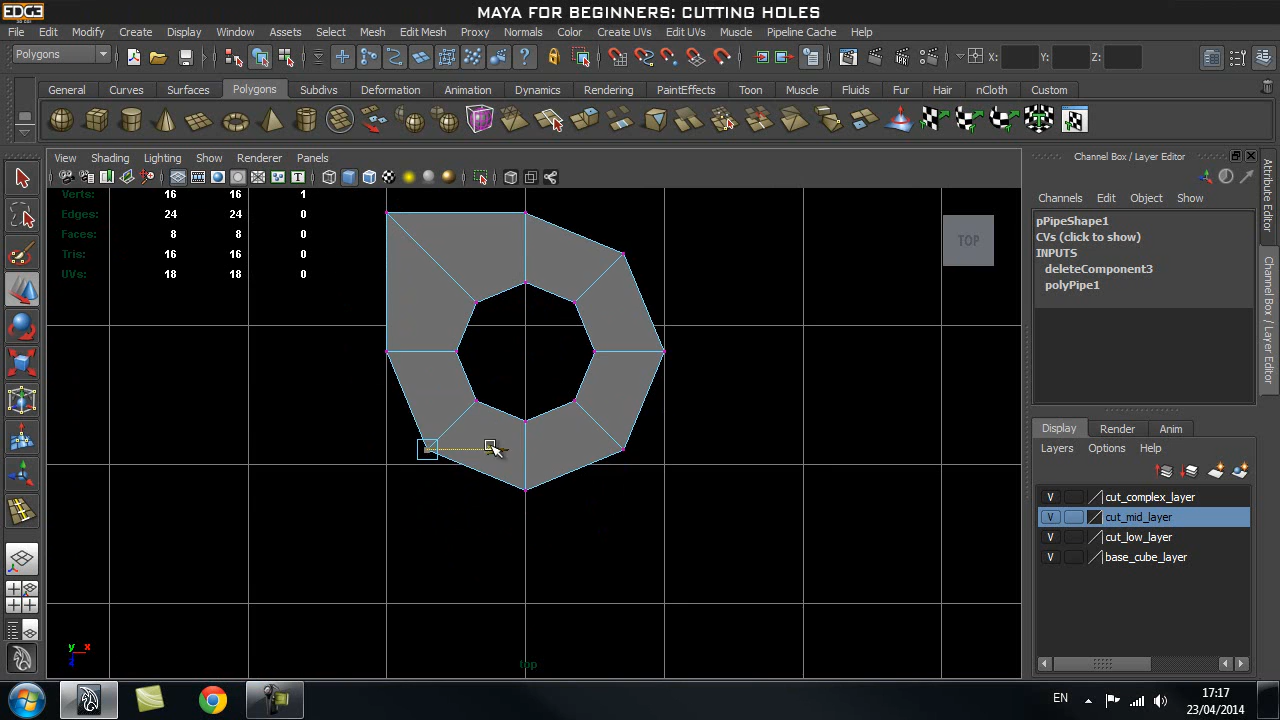 EDGE
MAYA FOR BEGINNERS: CUTTING HOLES
File Edit Modify Create Display Window Assets Select Mesh Edit Mesh Proxy Normals Color Create UVs Edit UVs Muscle Pipeline Cache Help
Polygons X: Y: Z:
General Curves Surfaces Polygons Subdivs Deformation Animation Dynamics Rendering PaintEffects Toon Muscle Fluids Fur Hair nCloth Custom
View Shading Lighting Show Renderer Panels
Channel Box / Layer Editor
Verts: 16 16 1
Edges: 24 24 0
Faces: 8 8 0
Tris: 16 16 0
UVs: 18 18 0
TOP
Channels Edit Object Show
pPipeShape1
CVs (click to show)
INPUTS
deleteComponent3
polyPipe1
Attribute Editor
Channel Box / Layer Editor
Display Render Anim
Layers Options Help
V cut_complex_layer
V cut_mid_layer
V cut_low_layer
V base_cube_layer
y x
z
top
EN 17:17
23/04/2014